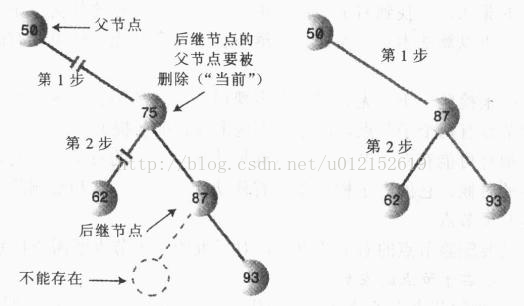 50
父节点
第1步
后继节点的
父节点要被
删除（“当前”）
75
第2步
62
87
后继节点
不能存在
93
50
第1步
87
第2步
62
93
http://blog.csdn.net/u012152619